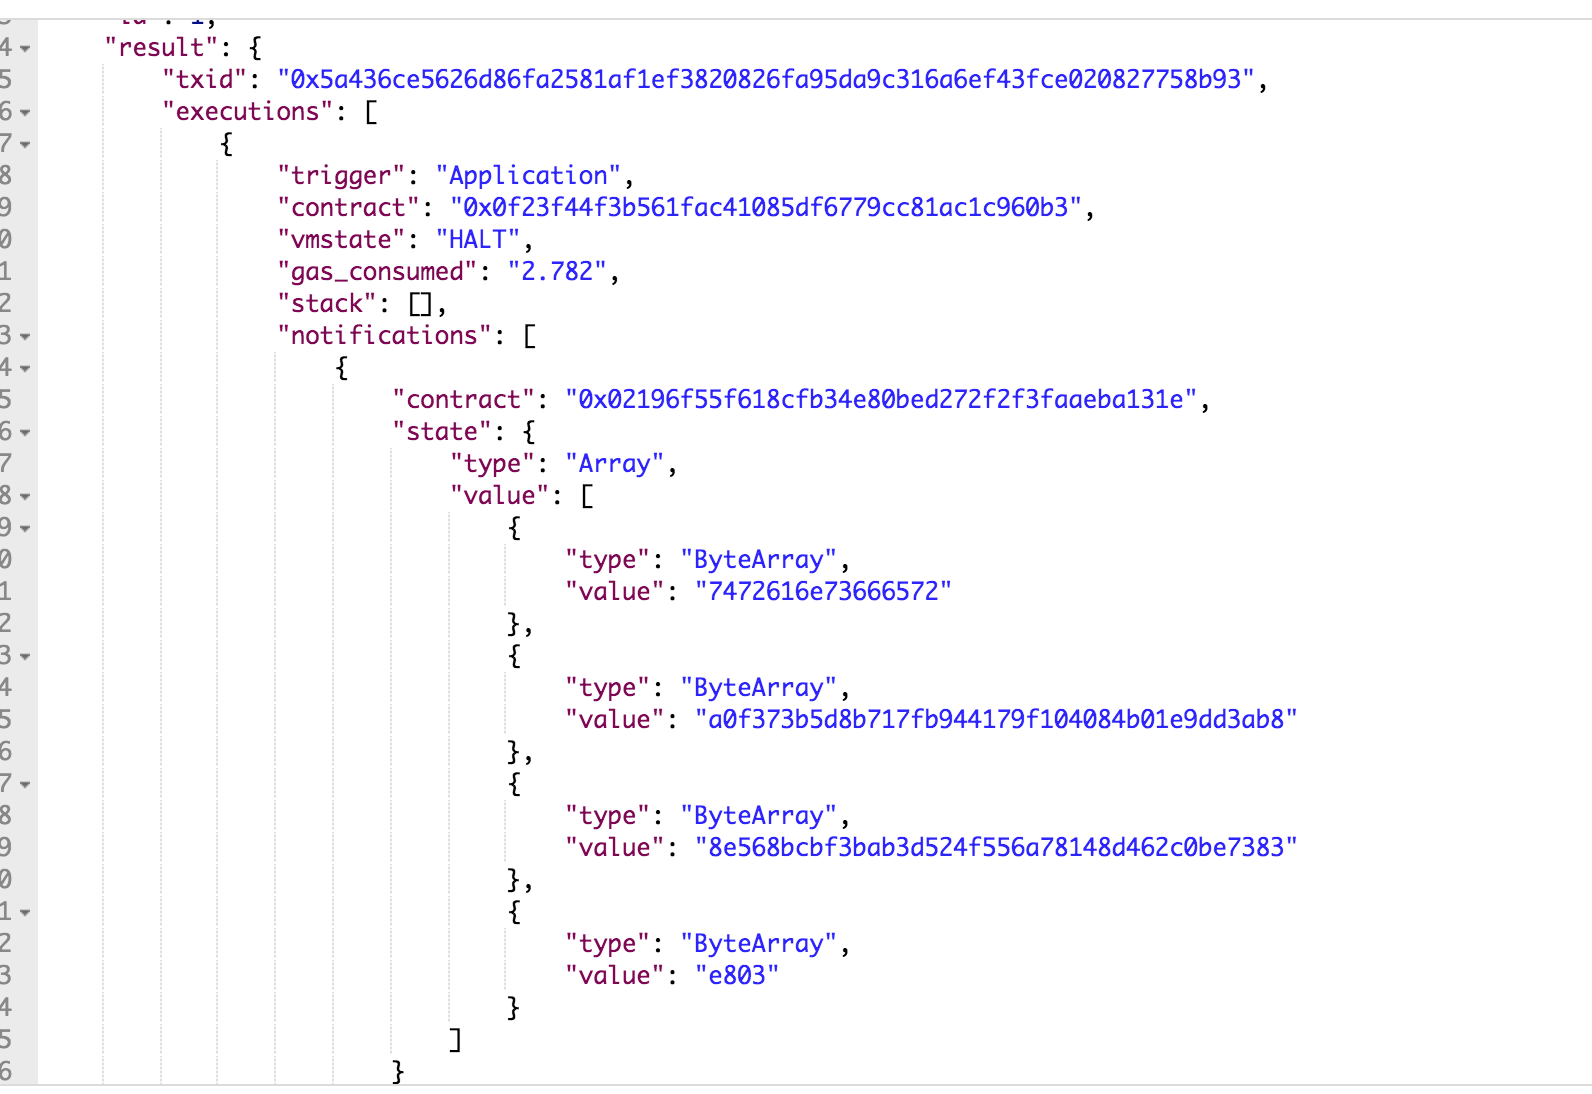 "id": 1,
4 "result": {
5 "txid": "0x5a436ce5626d86fa2581af1ef3820826fa95da9c316a6ef43fce020827758b93",
6 "executions": [
7 {
8 "trigger": "Application",
9 "contract": "0x0f23f44f3b561fac41085df6779cc81ac1c960b3",
0 "vmstate": "HALT",
1 "gas_consumed": "2.782",
2 "stack": [],
3 "notifications": [
4 {
5 "contract": "0x02196f55f618cfb34e80bed272f2f3faaeba131e",
6 "state": {
7 "type": "Array",
8 "value": [
9 {
0 "type": "ByteArray",
1 "value": "7472616e73666572"
2 },
3 {
4 "type": "ByteArray",
5 "value": "a0f373b5d8b717fb944179f104084b01e9dd3ab8"
6 },
7 {
8 "type": "ByteArray",
9 "value": "8e568bcbf3bab3d524f556a78148d462c0be7383"
0 },
1 {
2 "type": "ByteArray",
3 "value": "e803"
4 }
5 ]
6 }